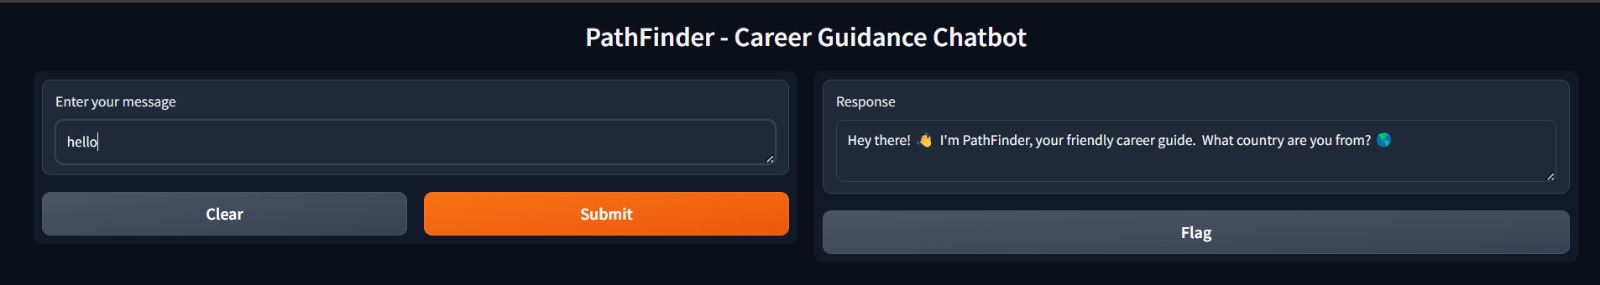 PathFinder - Career Guidance Chatbot
Enter your message
hello
Clear
Submit
Response
Hey there! 👋 I'm PathFinder, your friendly career guide. What country are you from? 🌎
Flag